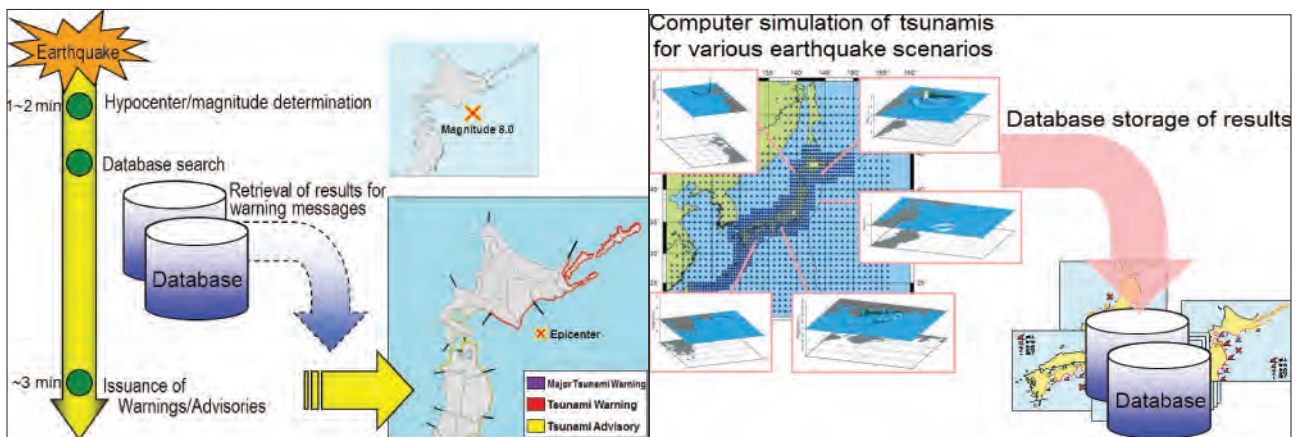 Earthquake
1~2 min
Hypocenter/magnitude determination
Database search
Retrieval of results for
warning messages
Database
~3 min
Issuance of
Warnings/Advisories
Magnitude 8.0
Epicenter
Major Tsunami Warning
Tsunami Warning
Tsunami Advisory
Computer simulation of tsunamis
for various earthquake scenarios
Database storage of results
Database